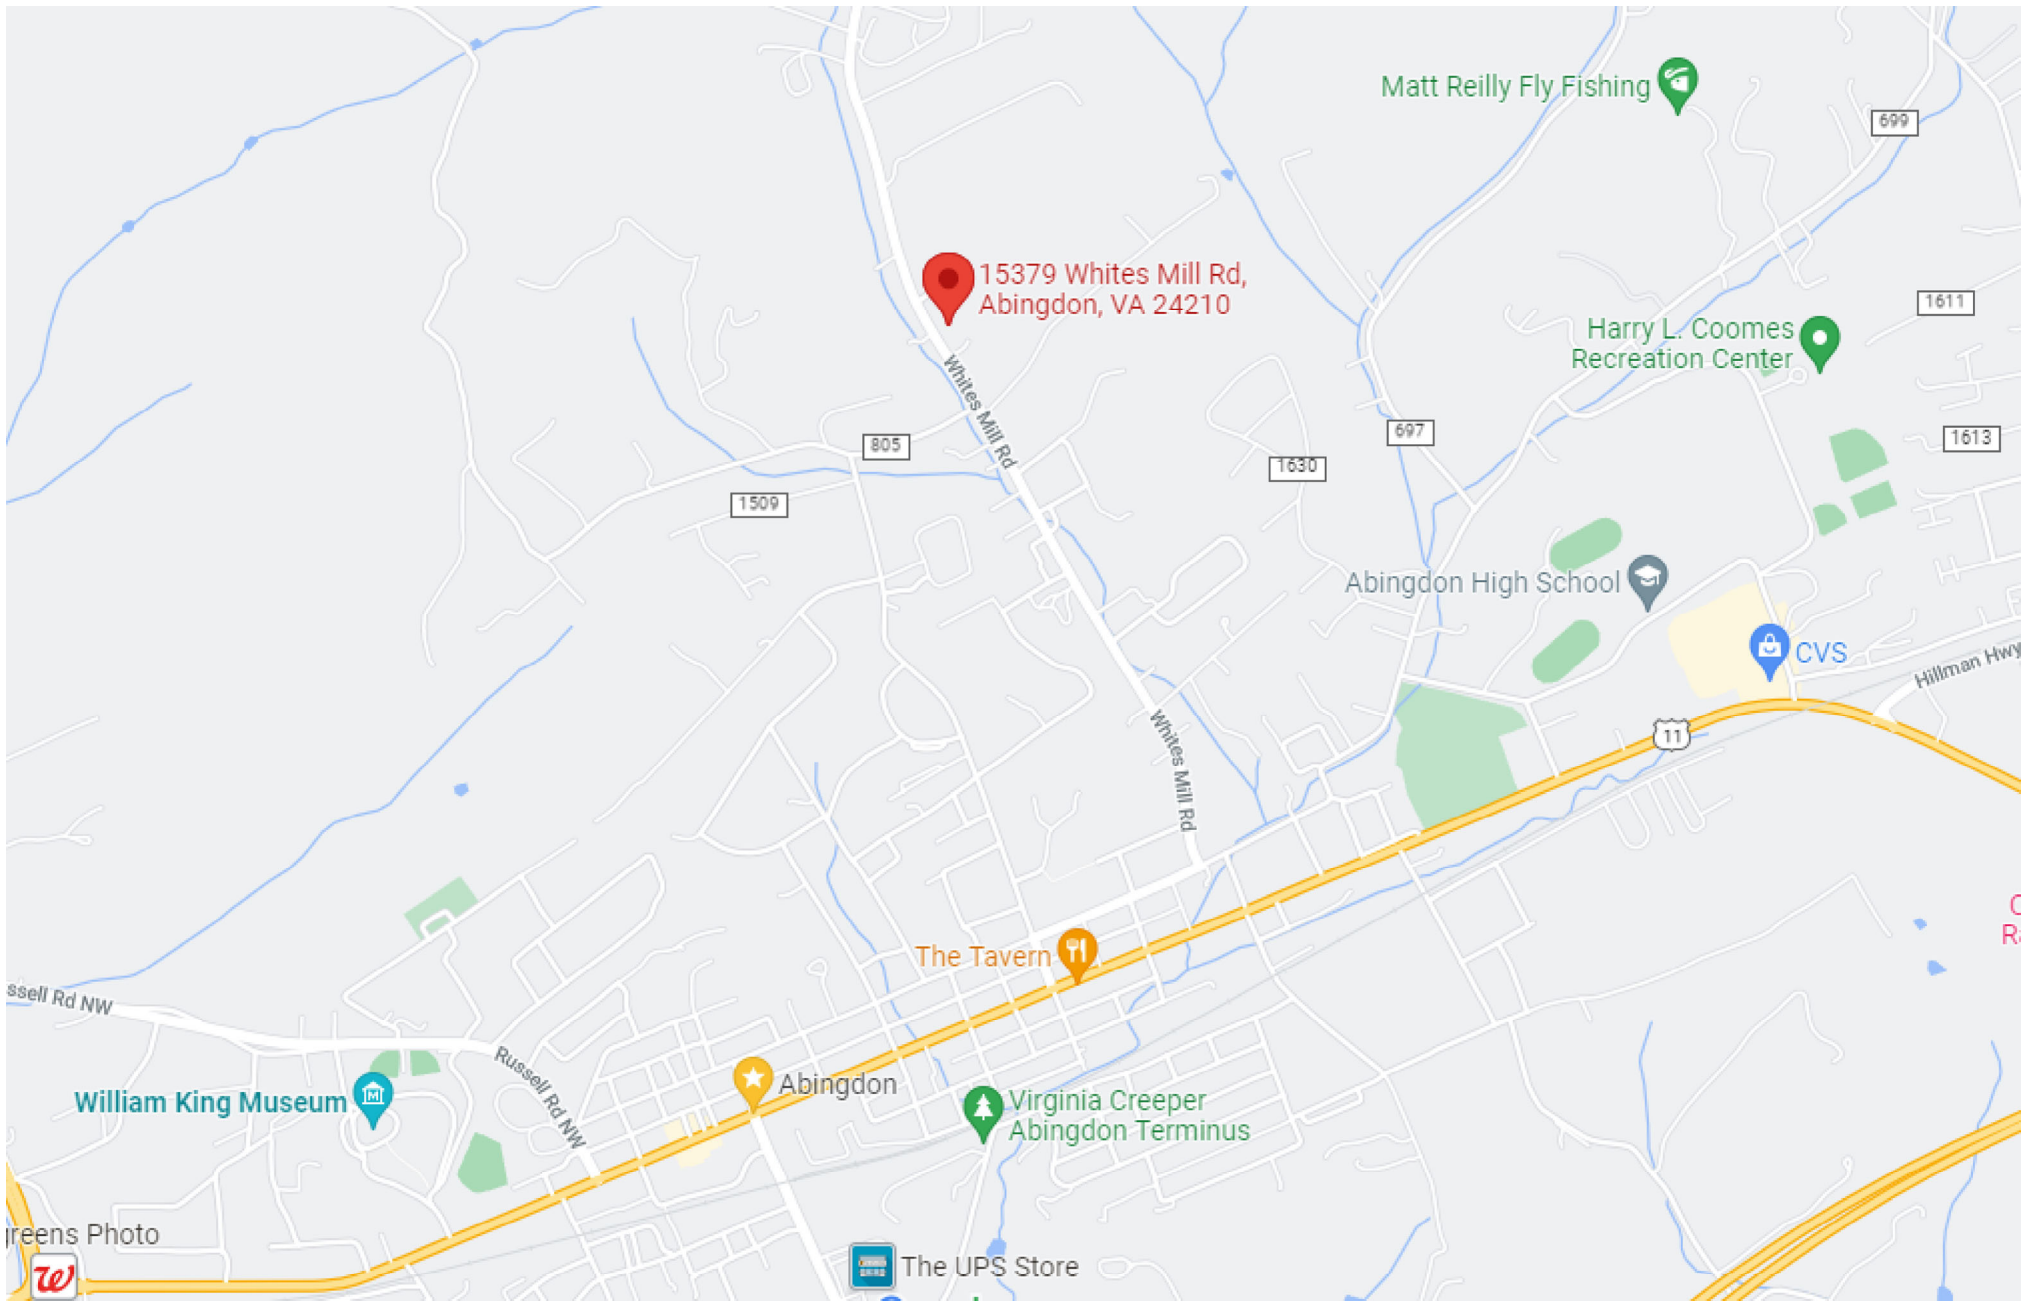 Matt Reilly Fly Fishing
699
15379 Whites Mill Rd,
Abingdon, VA 24210
1611
Harry L. Coomes
Recreation Center
Whites Mill Rd
805
697
1613
1630
1509
Abingdon High School
CVS
Hillman Hwy
11
Whites Mill Rd
The Tavern
ssell Rd NW
Russell Rd NW
Abingdon
William King Museum
Virginia Creeper
Abingdon Terminus
greens Photo
The UPS Store